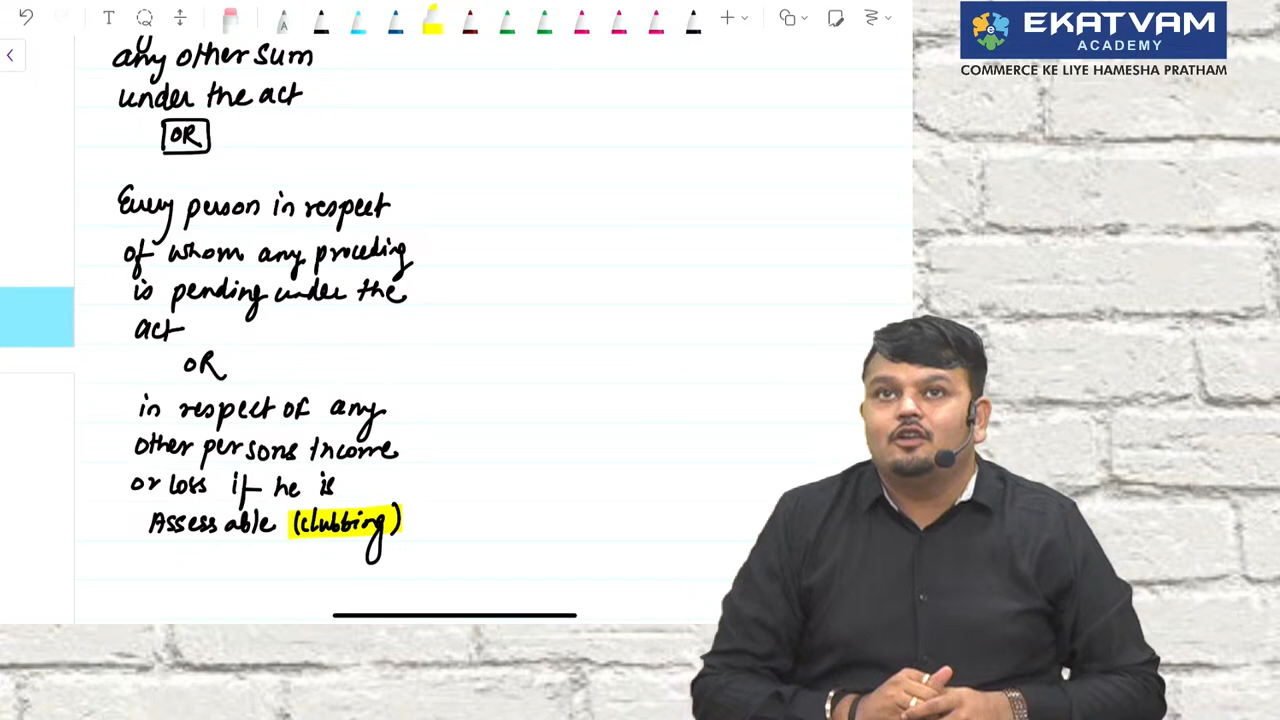 any other sum
under the act
OR
Every person in respect
of whom any proceding
is pending under the
act
OR
in respect of any
other persons Income
or loss if he is
Assessable (clubbing)
EKATVAM
ACADEMY
COMMERCE KE LIYE HAMESHA PRATHAM